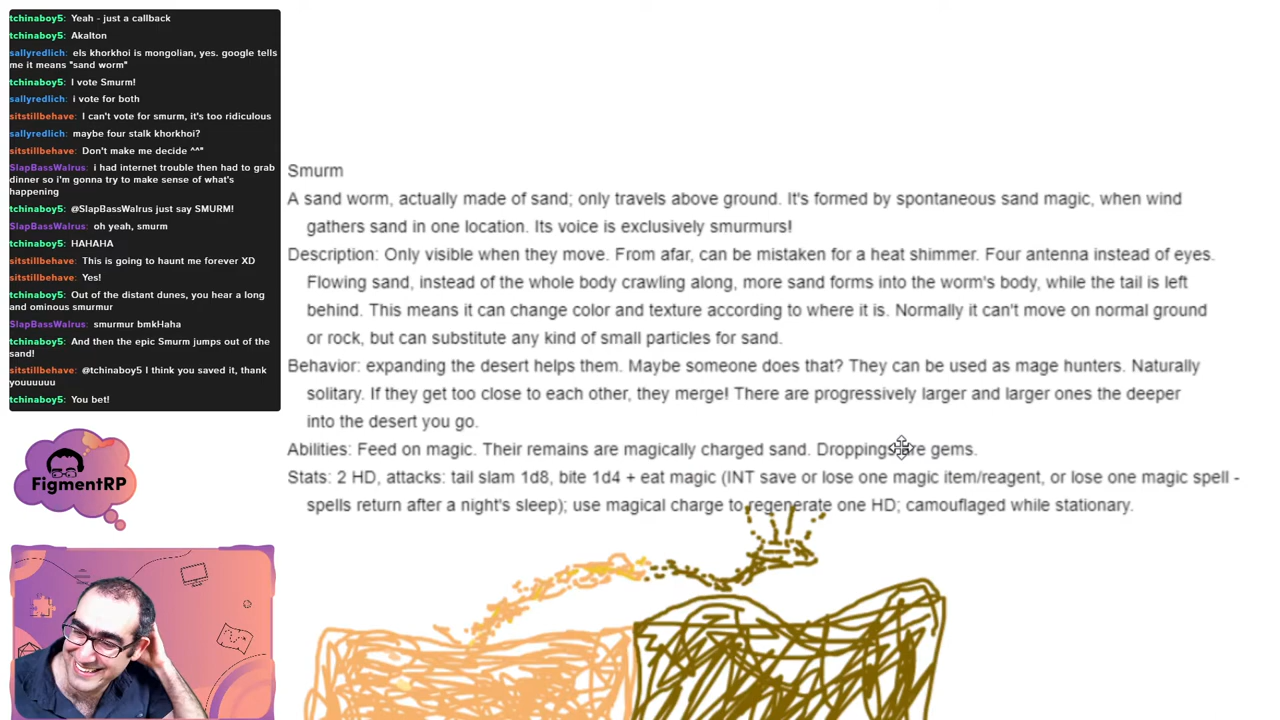 tchinaboy5: Yeah - just a callback
tchinaboy5: Akalton
sallyredlich: els khorkhoi is mongolian, yes. google tells
me it means "sand worm"
tchinaboy5: I vote Smurm!
sallyredlich: i vote for both
sitstillbehave: I can't vote for smurm, it's too ridiculous
sallyredlich: maybe four stalk khorkhoi?
sitstillbehave: Don't make me decide ^^"
SlapBassWalrus: i had internet trouble then had to grab
dinner so i'm gonna try to make sense of what's
happening
tchinaboy5: @SlapBassWalrus just say SMURM!
SlapBassWalrus: oh yeah, smurm
tchinaboy5: HAHAHA
sitstillbehave: This is going to haunt me forever XD
sitstillbehave: Yes!
tchinaboy5: Out of the distant dunes, you hear a long
and ominous smurmur
SlapBassWalrus: smurmur bmkHaha
tchinaboy5: And then the epic Smurm jumps out of the
sand!
sitstillbehave: @tchinaboy5 I think you saved it, thank
youuuuuu
tchinaboy5: You bet!
FigmentRP
Smurm
A sand worm, actually made of sand; only travels above ground. It's formed by spontaneous sand magic, when wind
gathers sand in one location. Its voice is exclusively smurmurs!
Description: Only visible when they move. From afar, can be mistaken for a heat shimmer. Four antenna instead of eyes.
Flowing sand, instead of the whole body crawling along, more sand forms into the worm's body, while the tail is left
behind. This means it can change color and texture according to where it is. Normally it can't move on normal ground
or rock, but can substitute any kind of small particles for sand.
Behavior: expanding the desert helps them. Maybe someone does that? They can be used as mage hunters. Naturally
solitary. If they get too close to each other, they merge! There are progressively larger and larger ones the deeper
into the desert you go.
Abilities: Feed on magic. Their remains are magically charged sand. Droppings are gems.
Stats: 2 HD, attacks: tail slam 1d8, bite 1d4 + eat magic (INT save or lose one magic item/reagent, or lose one magic spell -
spells return after a night's sleep); use magical charge to regenerate one HD; camouflaged while stationary.